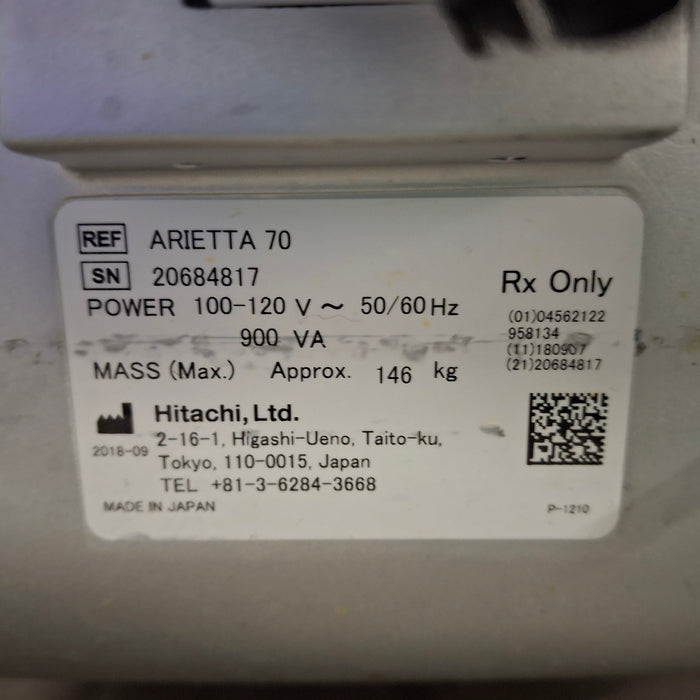 REF ARIETTA 70
SN 20684817
POWER 100-120 V ～ 50/60Hz
900 VA
MASS (Max.) Approx. 146 kg
Rx Only
(01)04562122
958134
(11)180907
(21)20684817
Hitachi, Ltd.
2018-09
2-16-1, Higashi-Ueno, Taito-ku,
Tokyo, 110-0015, Japan
TEL +81-3-6284-3668
MADE IN JAPAN
P-1210